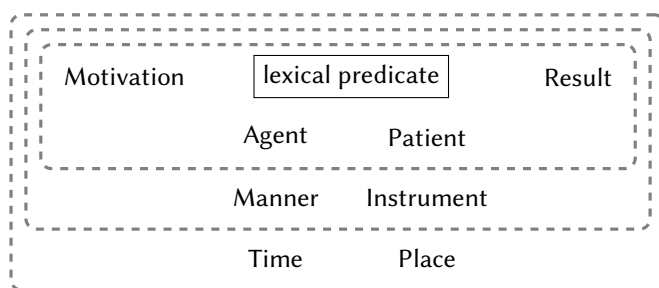 Motivation lexical predicate Result
Agent Patient
Manner Instrument
Time Place